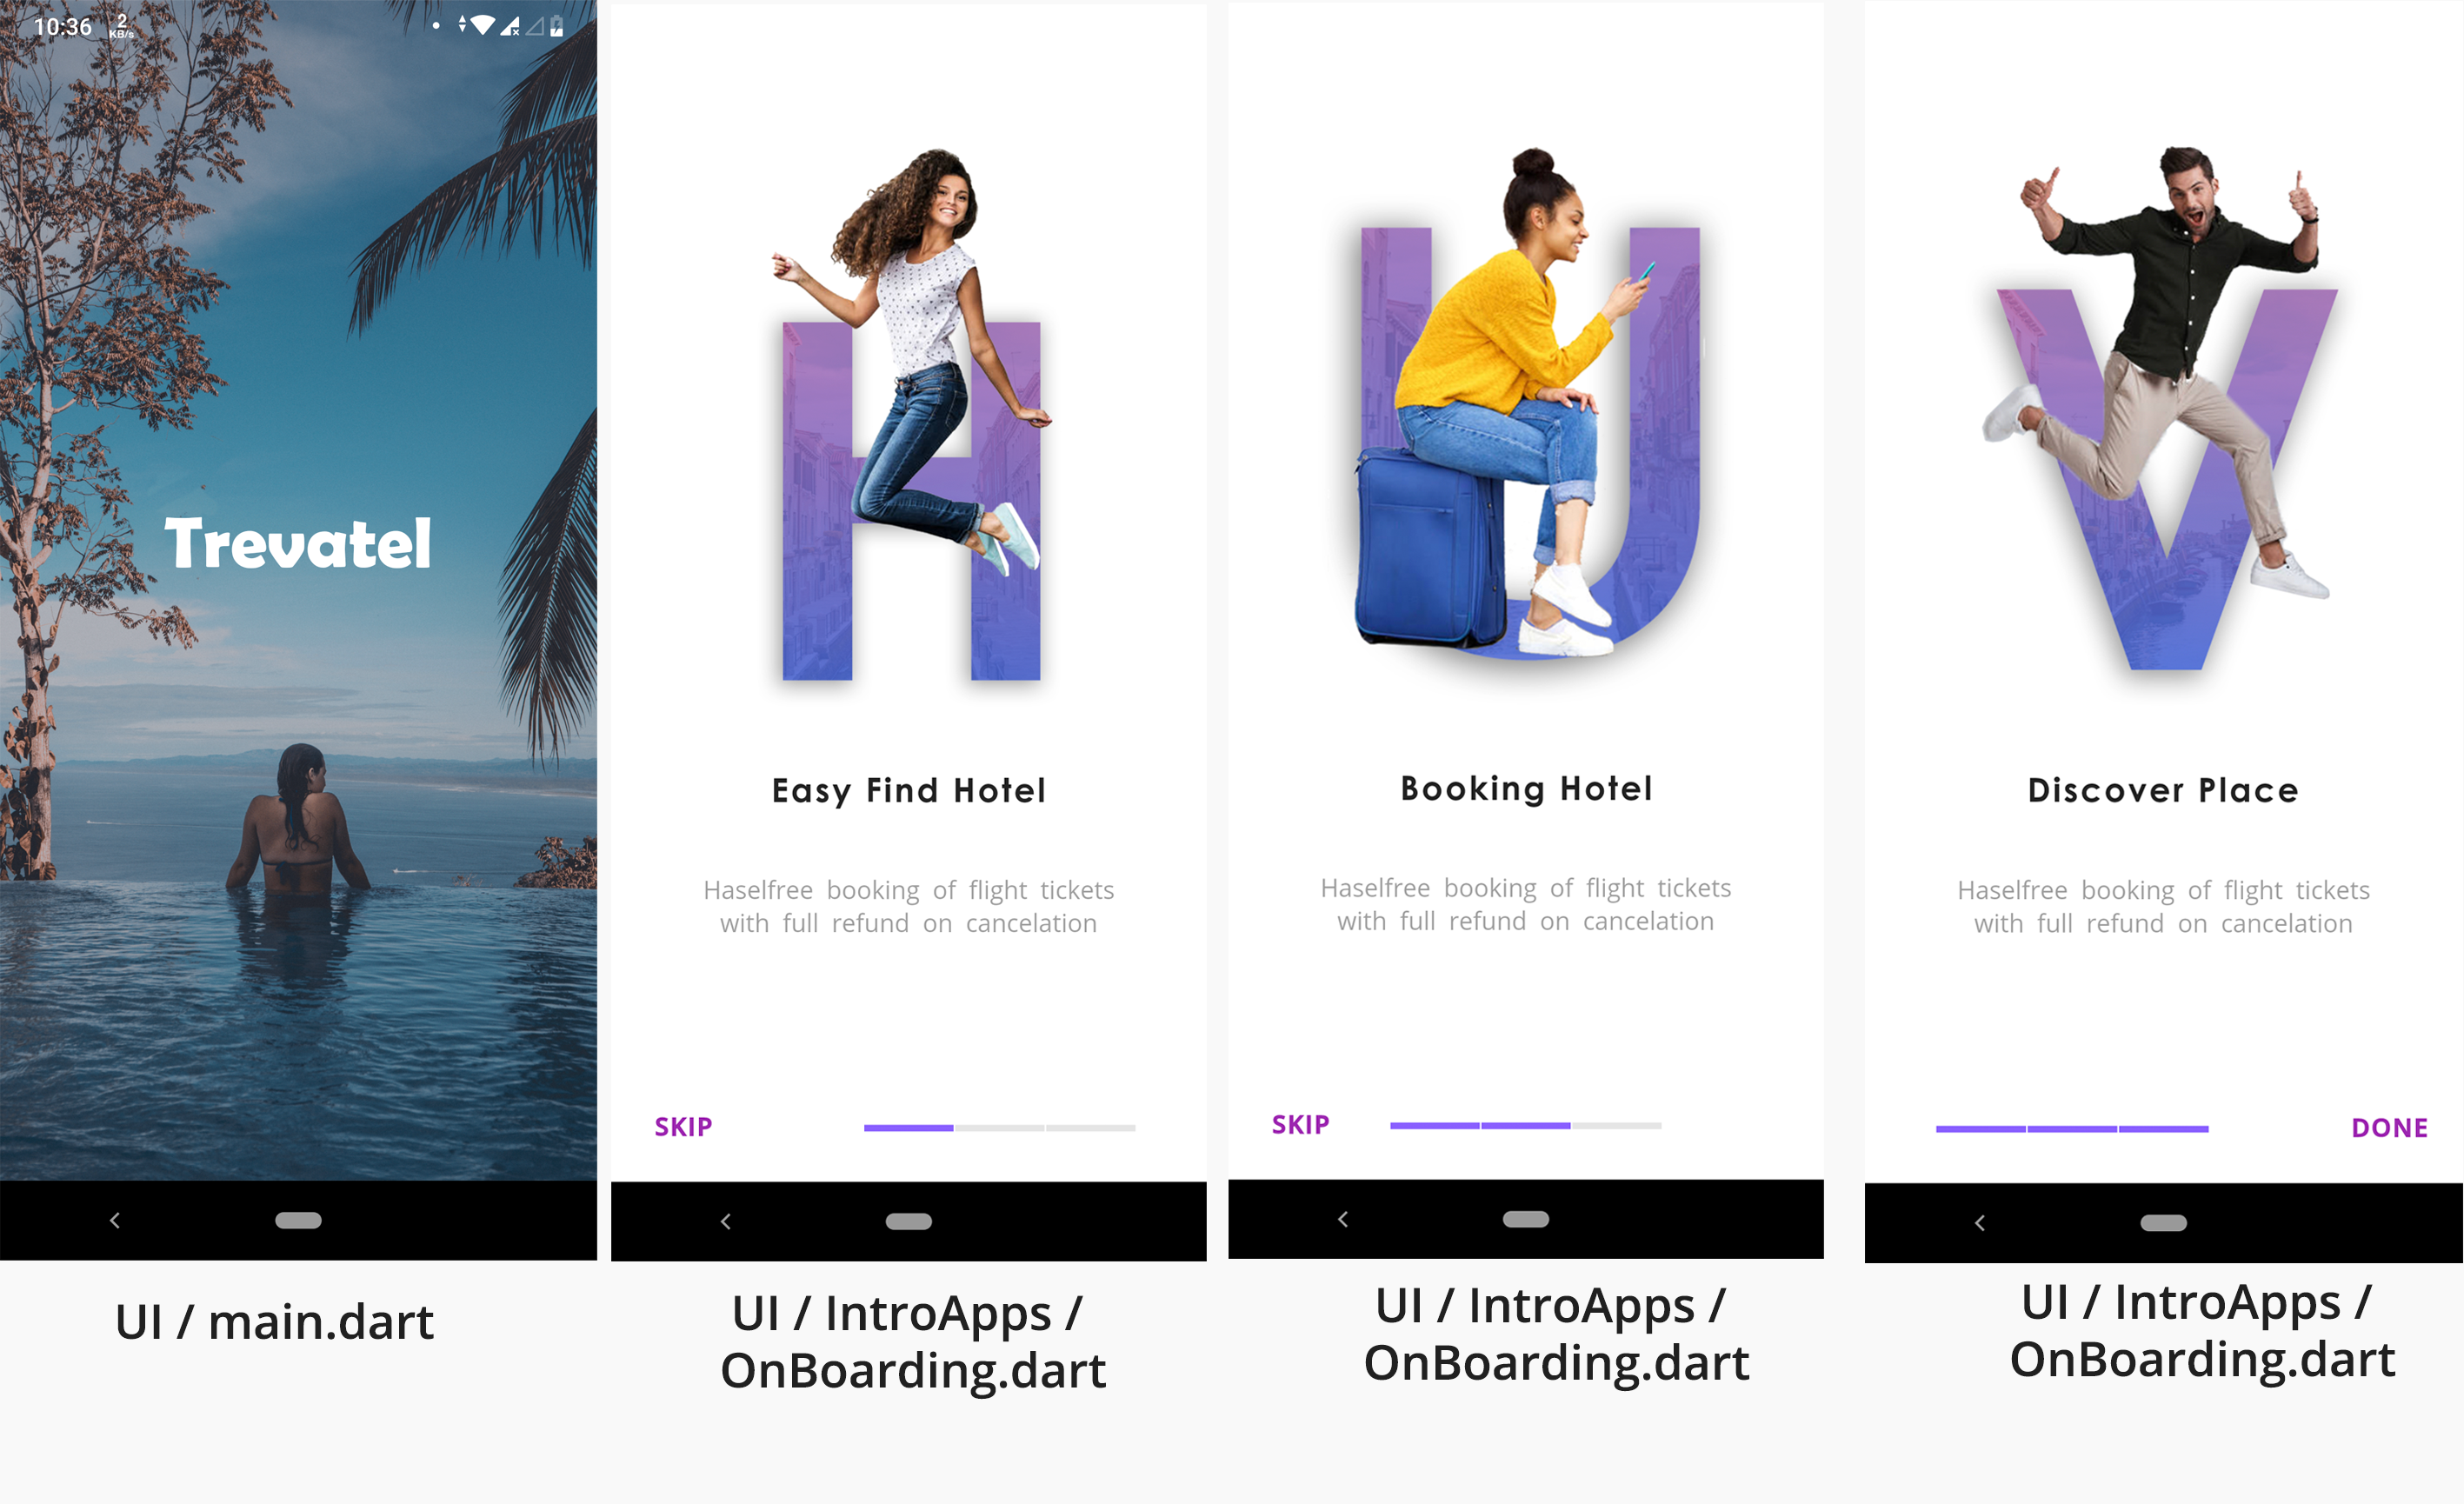 10:36
2
KB/s
Trevatel
UI / main.dart
H
Easy Find Hotel
Haselfree booking of flight tickets
with full refund on cancelation
SKIP
UI / IntroApps /
OnBoarding.dart
U
Booking Hotel
Haselfree booking of flight tickets
with full refund on cancelation
SKIP
UI / IntroApps /
OnBoarding.dart
V
Discover Place
Haselfree booking of flight tickets
with full refund on cancelation
DONE
UI / IntroApps /
OnBoarding.dart